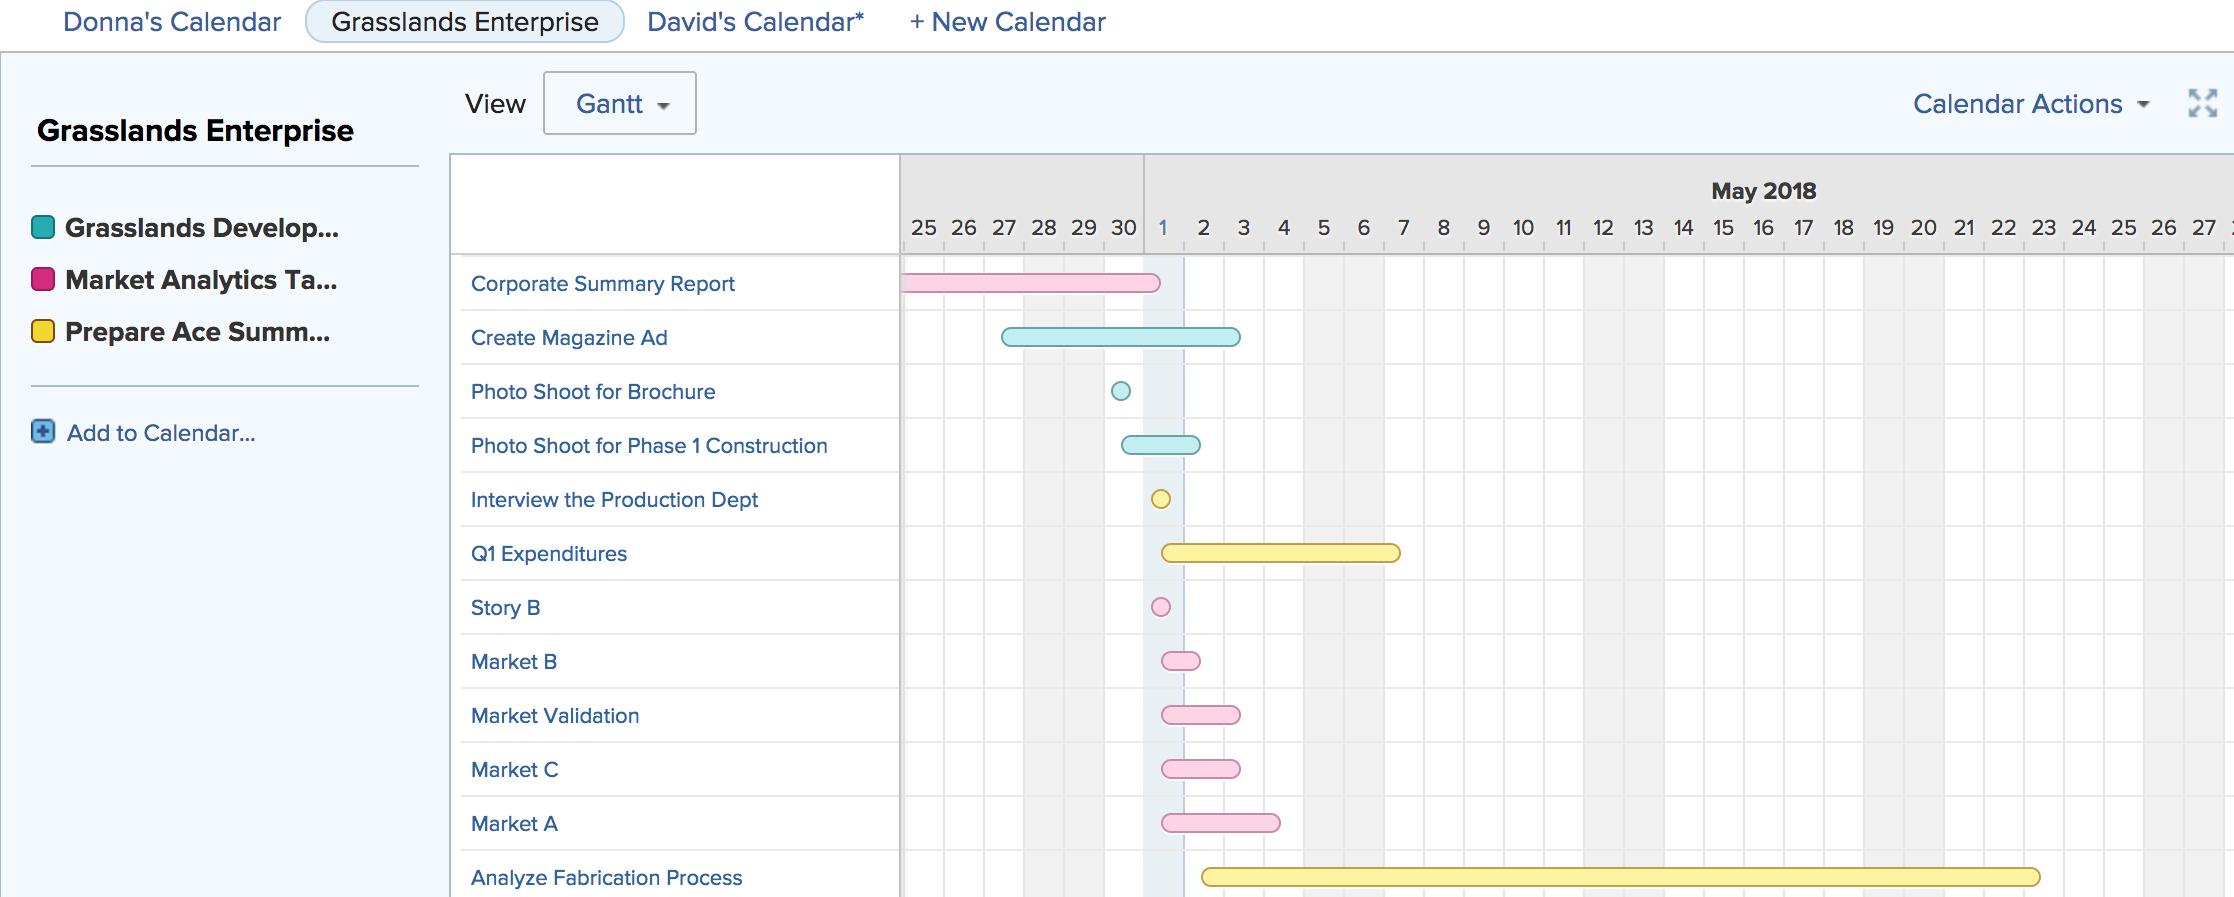 Donna's Calendar Grasslands Enterprise David's Calendar* + New Calendar
View Gantt Calendar Actions
Grasslands Enterprise
Grasslands Develop...
Market Analytics Ta...
Prepare Ace Summ...
Add to Calendar...
May 2018
25 26 27 28 29 30 1 2 3 4 5 6 7 8 9 10 11 12 13 14 15 16 17 18 19 20 21 22 23 24 25 26 27
Corporate Summary Report
Create Magazine Ad
Photo Shoot for Brochure
Photo Shoot for Phase 1 Construction
Interview the Production Dept
Q1 Expenditures
Story B
Market B
Market Validation
Market C
Market A
Analyze Fabrication Process